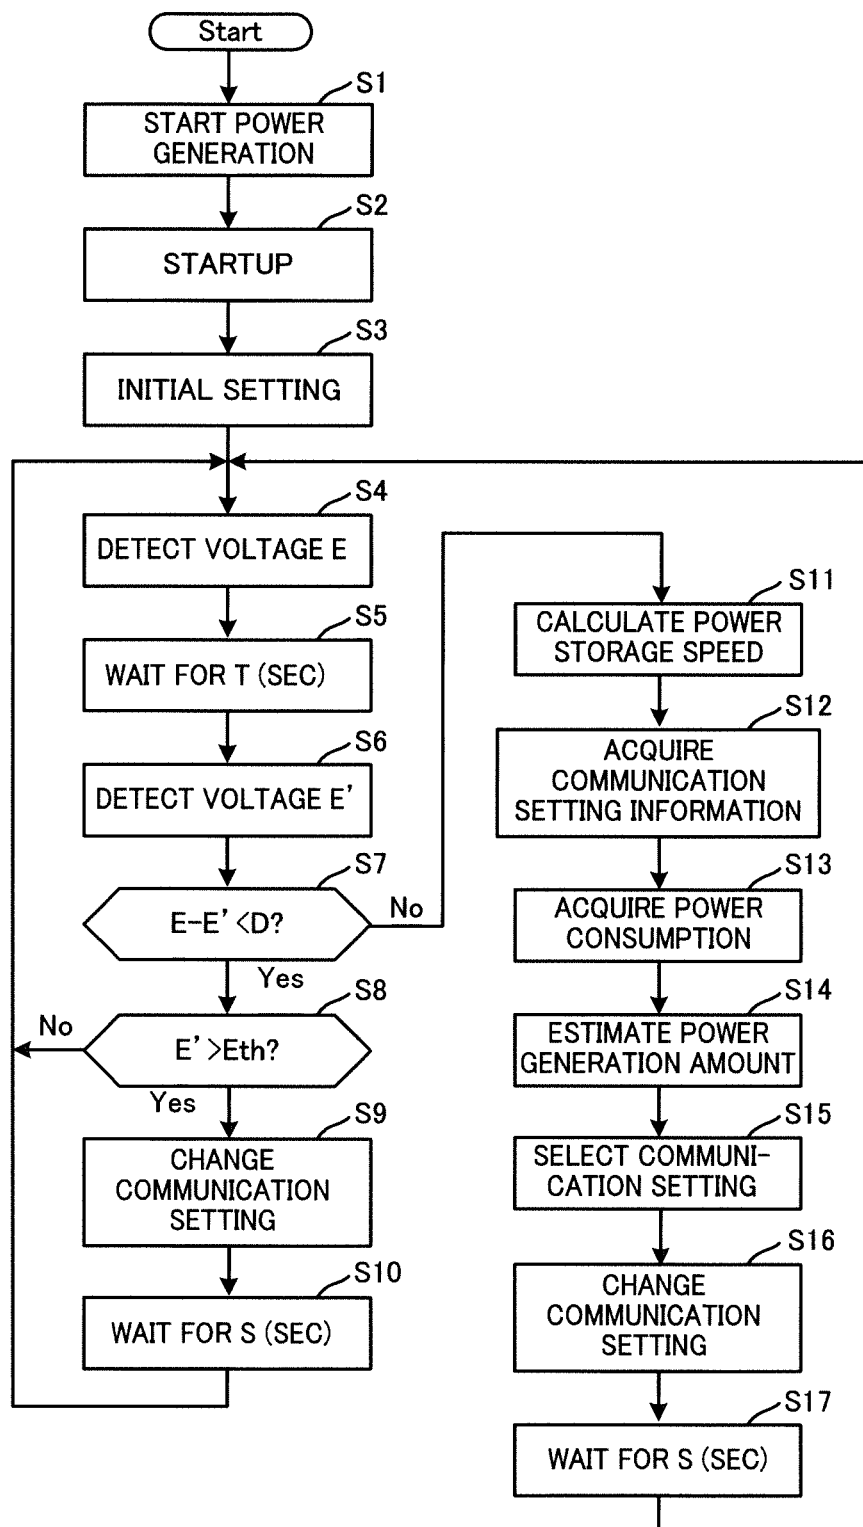 Start
S1
START POWER
GENERATION
S2
STARTUP
S3
INITIAL SETTING
S4
DETECT VOLTAGE E
S5
WAIT FOR T (SEC)
S6
DETECT VOLTAGE E'
S7
E-E' <D?
No
Yes
S8
E' >Eth?
No
Yes
S9
CHANGE
COMMUNICATION
SETTING
S10
WAIT FOR S (SEC)
S11
CALCULATE POWER
STORAGE SPEED
S12
ACQUIRE
COMMUNICATION
SETTING INFORMATION
S13
ACQUIRE POWER
CONSUMPTION
S14
ESTIMATE POWER
GENERATION AMOUNT
S15
SELECT COMMUNI-
CATION SETTING
S16
CHANGE
COMMUNICATION
SETTING
S17
WAIT FOR S (SEC)